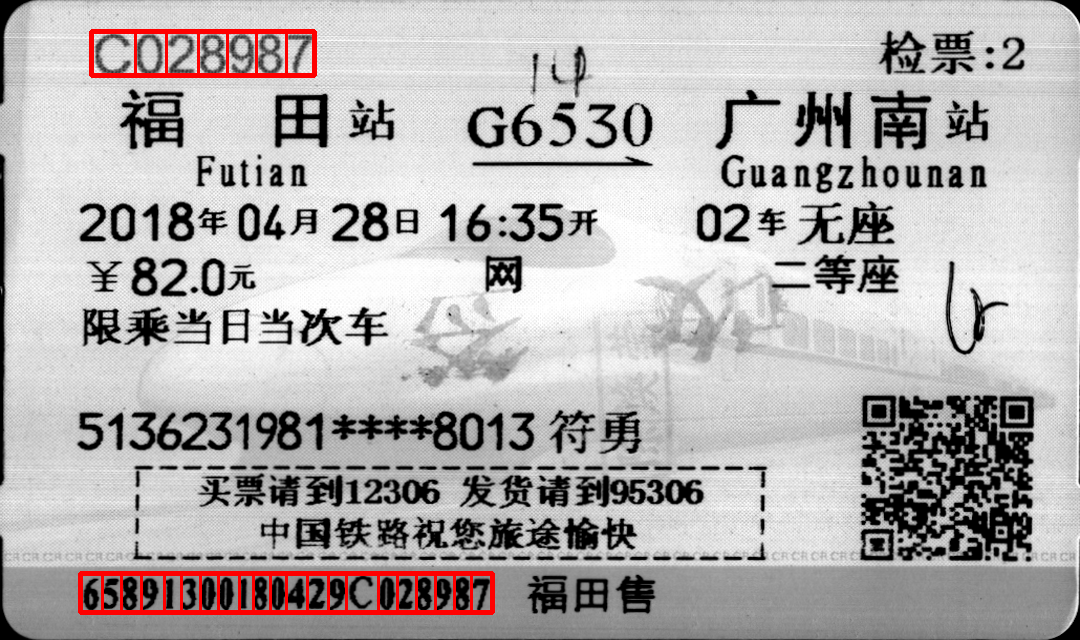 C028987 检票:2
14
福田站 G6530 广州南站
Futian Guangzhounan
2018年04月28日 16:35开 02车 无座
¥82.0元 网 二等座
限乘当日当次车
5136231981****8013 符勇
买票请到12306 发货请到95306
中国铁路祝您旅途愉快
65891300180429C028987 福田售